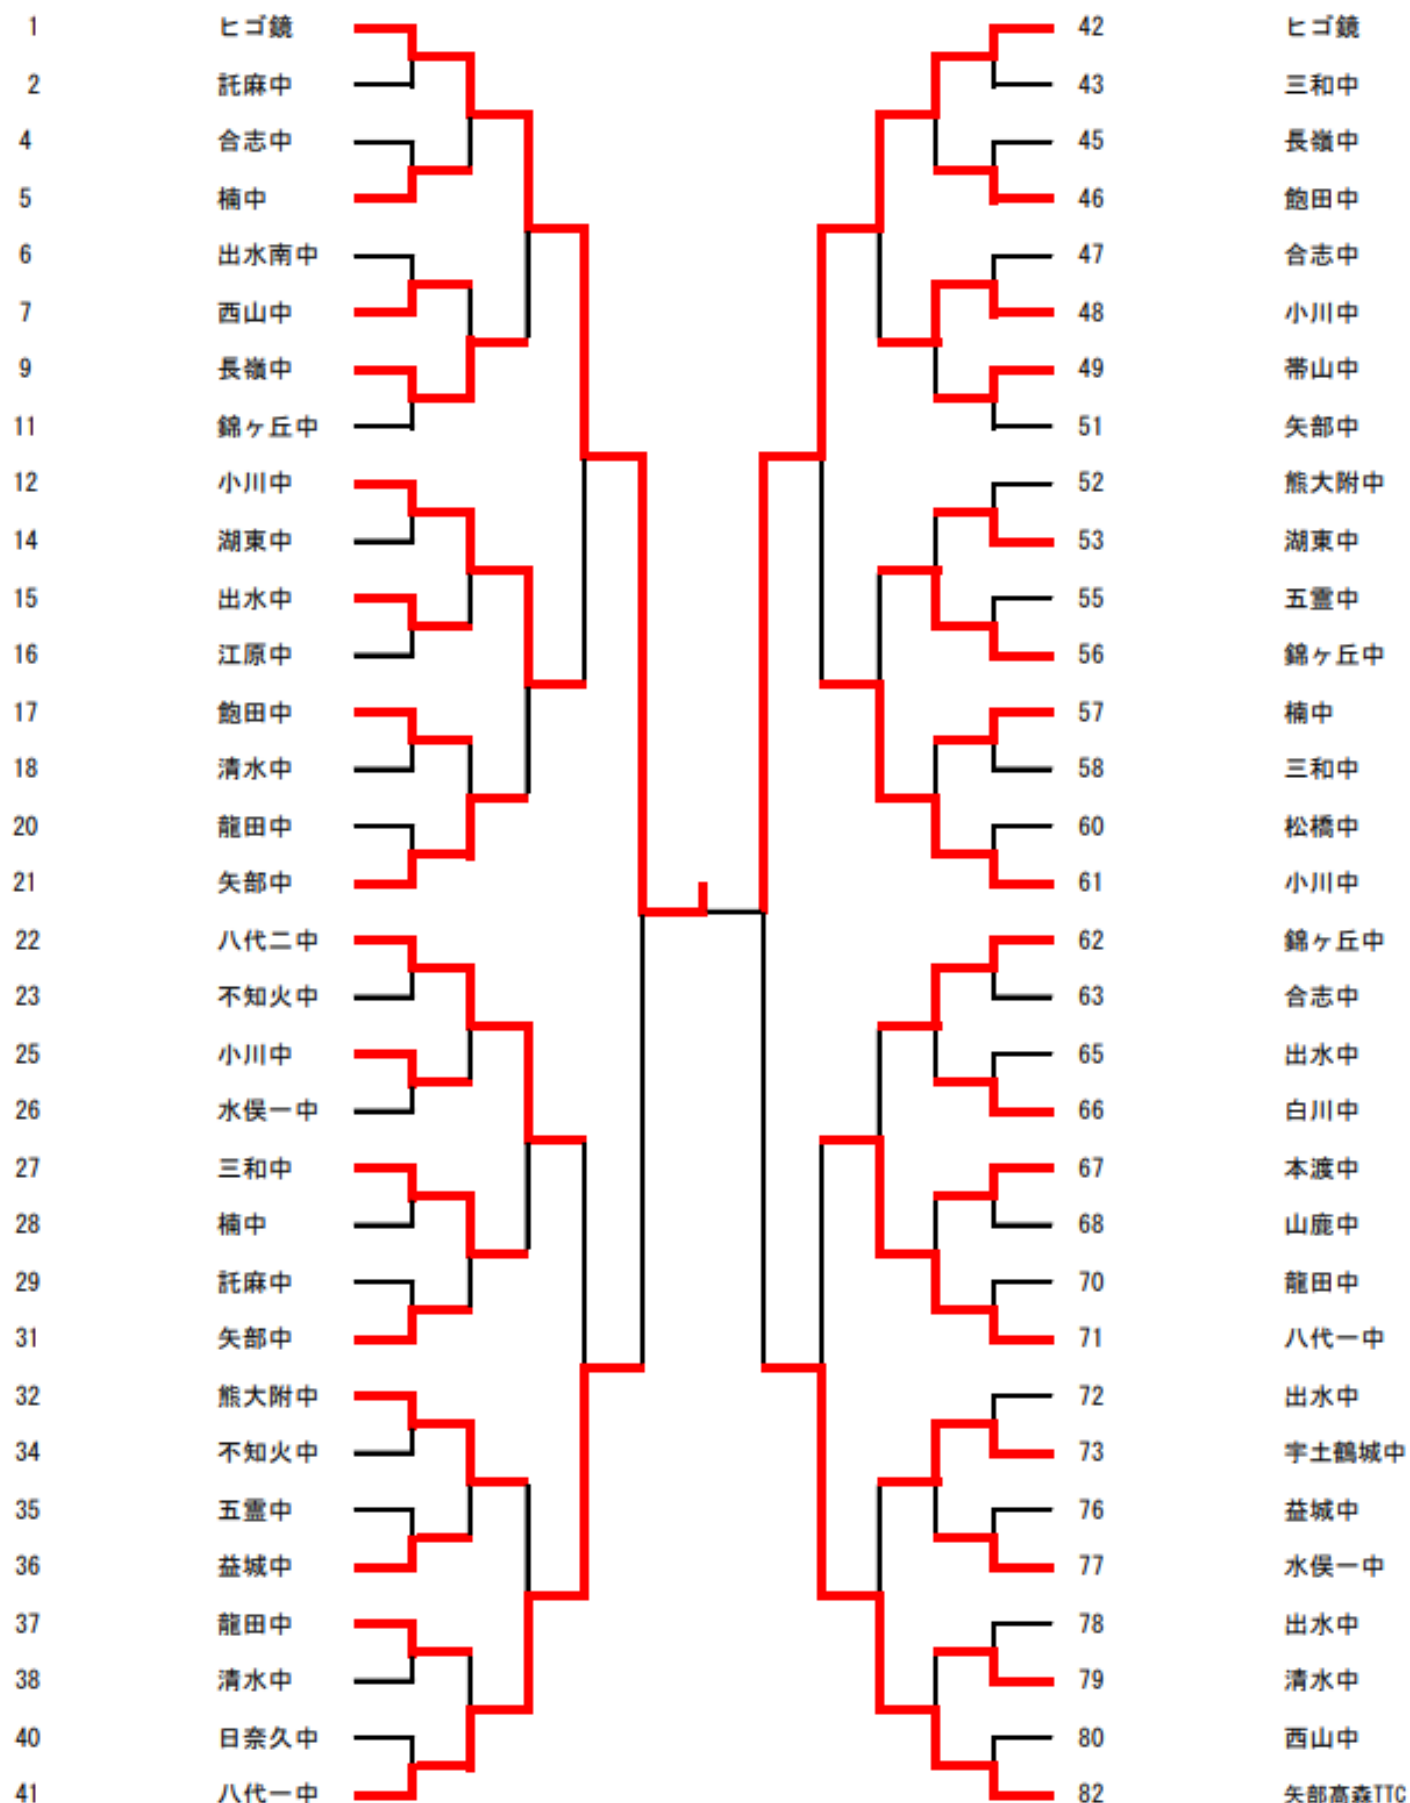 1 ヒゴ鏡
2 託麻中
4 合志中
5 楠中
6 出水南中
7 西山中
9 長嶺中
11 錦ヶ丘中
12 小川中
14 湖東中
15 出水中
16 江原中
17 飽田中
18 清水中
20 龍田中
21 矢部中
22 八代二中
23 不知火中
25 小川中
26 水俣一中
27 三和中
28 楠中
29 託麻中
31 矢部中
32 熊大附中
34 不知火中
35 五霊中
36 益城中
37 龍田中
38 清水中
40 日奈久中
41 八代一中
42 ヒゴ鏡
43 三和中
45 長嶺中
46 飽田中
47 合志中
48 小川中
49 帯山中
51 矢部中
52 熊大附中
53 湖東中
55 五霊中
56 錦ヶ丘中
57 楠中
58 三和中
60 松橋中
61 小川中
62 錦ヶ丘中
63 合志中
65 出水中
66 白川中
67 本渡中
68 山鹿中
70 龍田中
71 八代一中
72 出水中
73 宇土鶴城中
76 益城中
77 水俣一中
78 出水中
79 清水中
80 西山中
82 矢部高森TTC